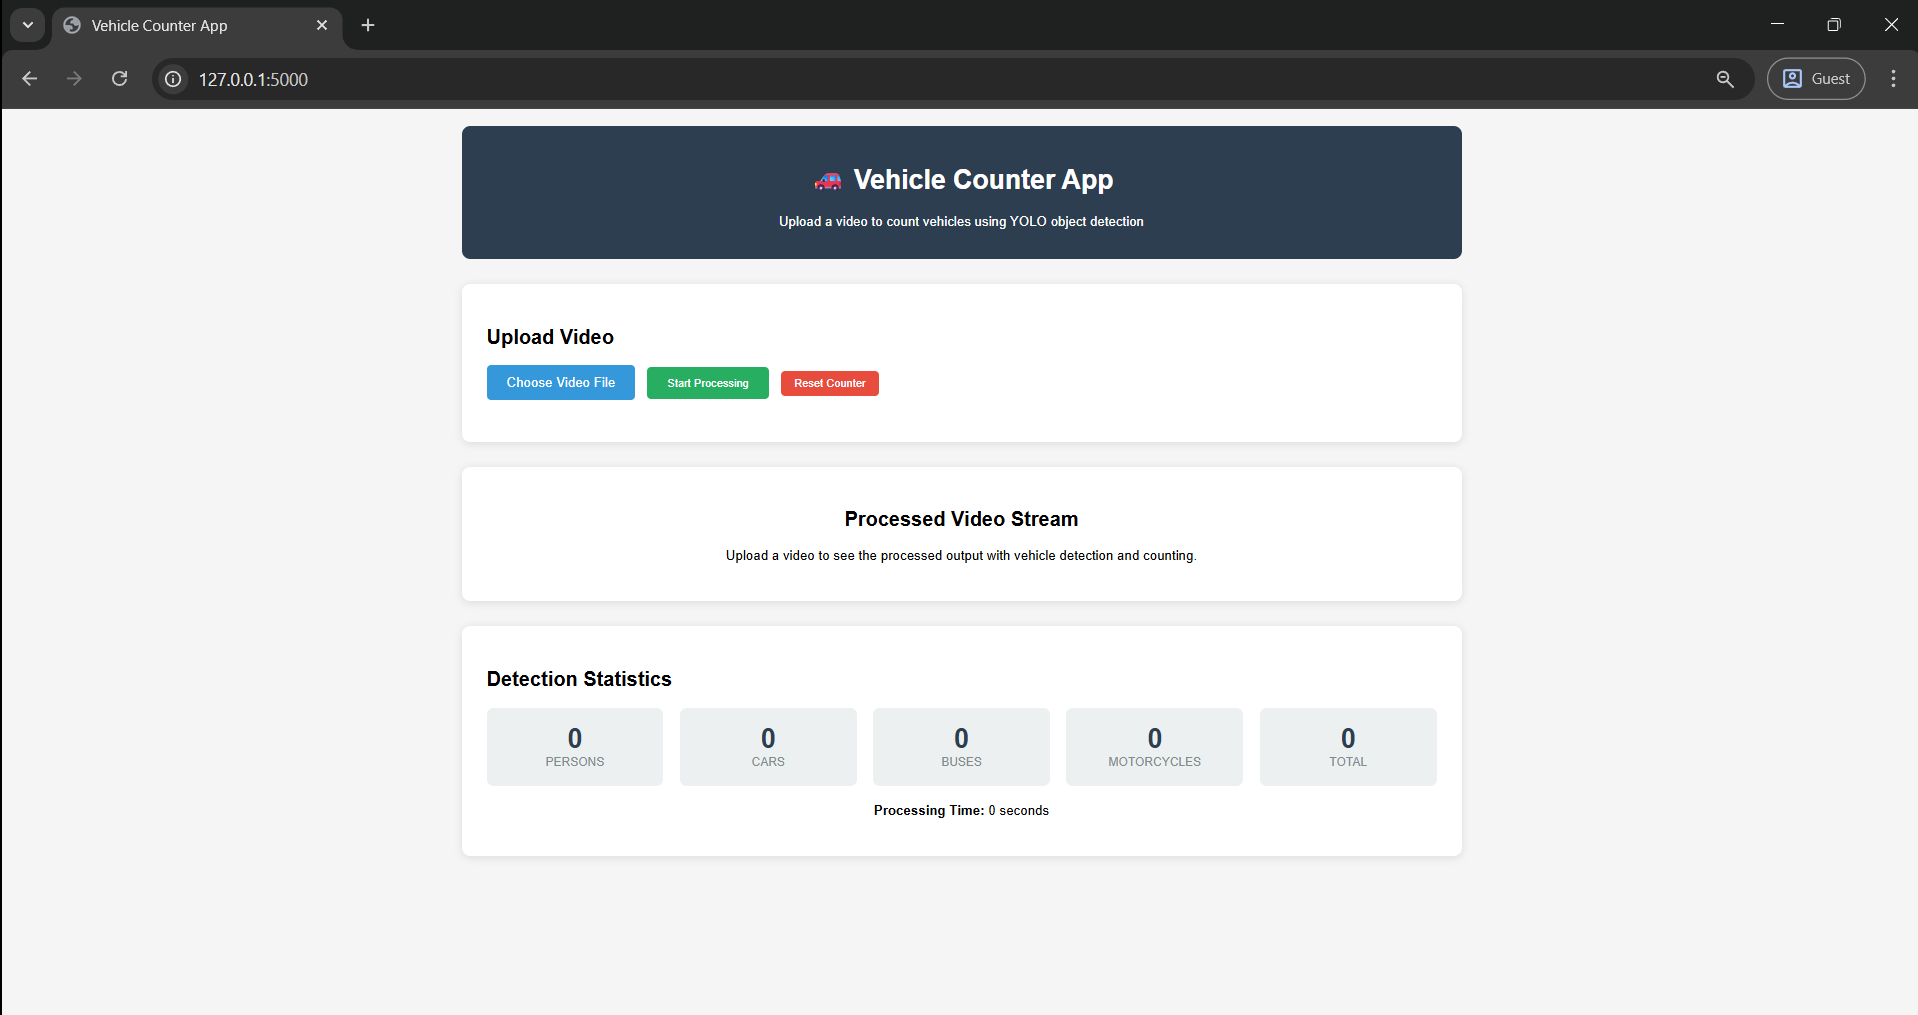 Vehicle Counter App
127.0.0.1:5000
Guest
Vehicle Counter App
Upload a video to count vehicles using YOLO object detection
Upload Video
Choose Video File Start Processing Reset Counter
Processed Video Stream
Upload a video to see the processed output with vehicle detection and counting.
Detection Statistics
0 0 0 0 0
PERSONS CARS BUSES MOTORCYCLES TOTAL
Processing Time: 0 seconds